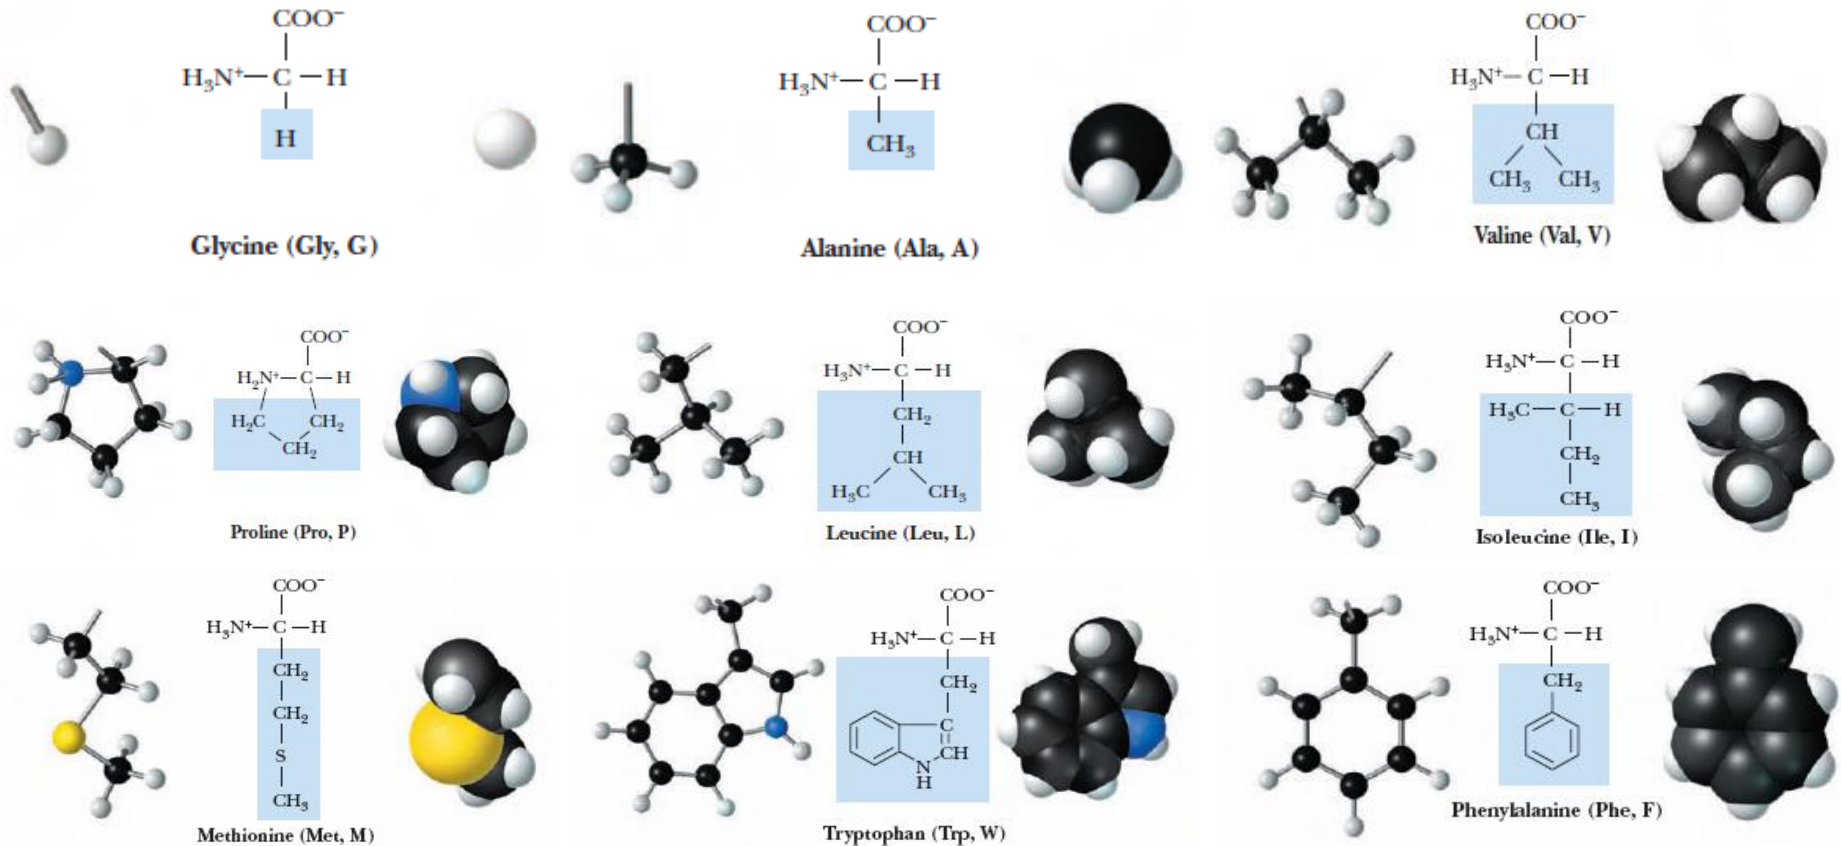 COO⁻
H₃N⁺—C—H
H
Glycine (Gly, G)
COO⁻
H₃N⁺—C—H
CH₃
Alanine (Ala, A)
COO⁻
H₃N⁺—C—H
CH
CH₃ CH₃
Valine (Val, V)
COO⁻
H₂N⁺—C—H
H₂C CH₂
CH₂
Proline (Pro, P)
COO⁻
H₃N⁺—C—H
CH₂
CH
H₃C CH₃
Leucine (Leu, L)
COO⁻
H₃N⁺—C—H
H₃C—C—H
CH₂
CH₃
Isoleucine (Ile, I)
COO⁻
H₃N⁺—C—H
CH₂
CH₂
S
CH₃
Methionine (Met, M)
COO⁻
H₃N⁺—C—H
CH₂
C
CH
N
H
Tryptophan (Trp, W)
COO⁻
H₃N⁺—C—H
CH₂
Phenylalanine (Phe, F)